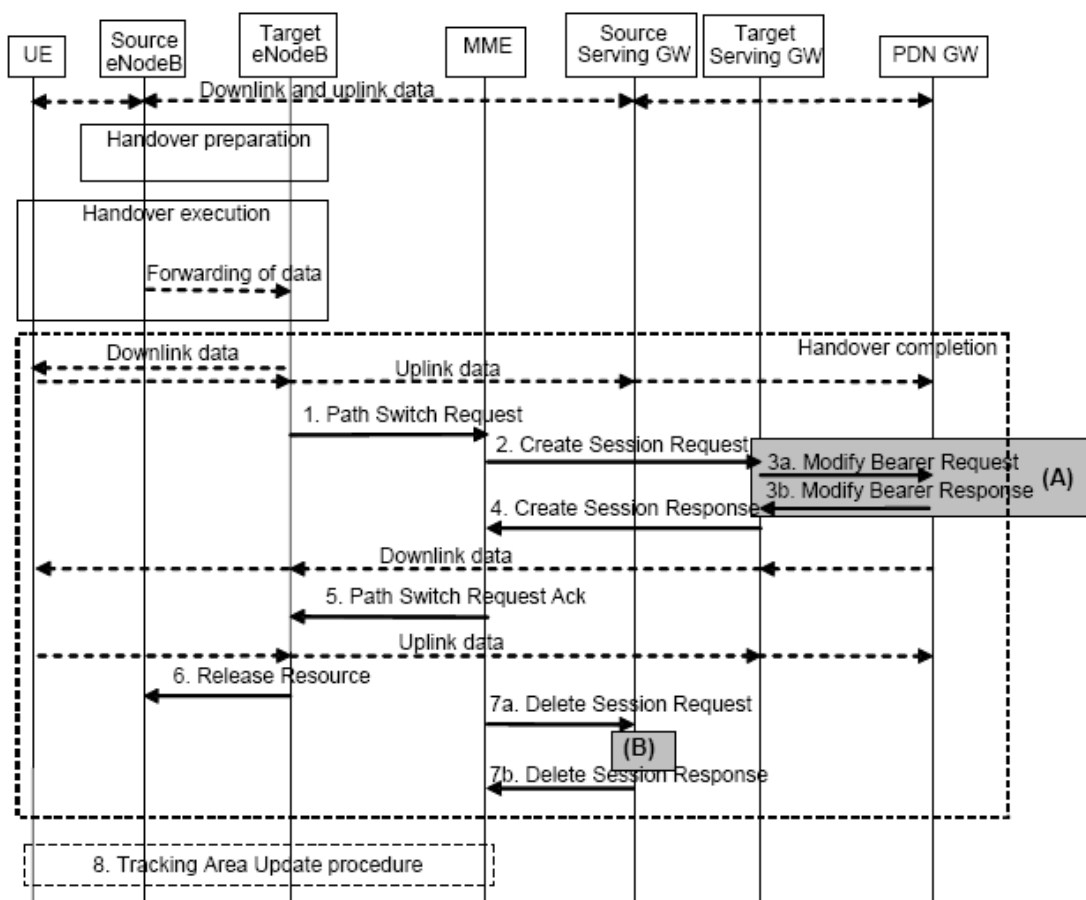 UE
Source
eNodeB
Target
eNodeB
MME
Source
Serving GW
Target
Serving GW
PDN GW
Downlink and uplink data
Handover preparation
Handover execution
Forwarding of data
Handover completion
Downlink data
Uplink data
1. Path Switch Request
2. Create Session Request
3a. Modify Bearer Request
(A)
3b. Modify Bearer Response
4. Create Session Response
Downlink data
5. Path Switch Request Ack
Uplink data
6. Release Resource
7a. Delete Session Request
(B)
7b. Delete Session Response
8. Tracking Area Update procedure